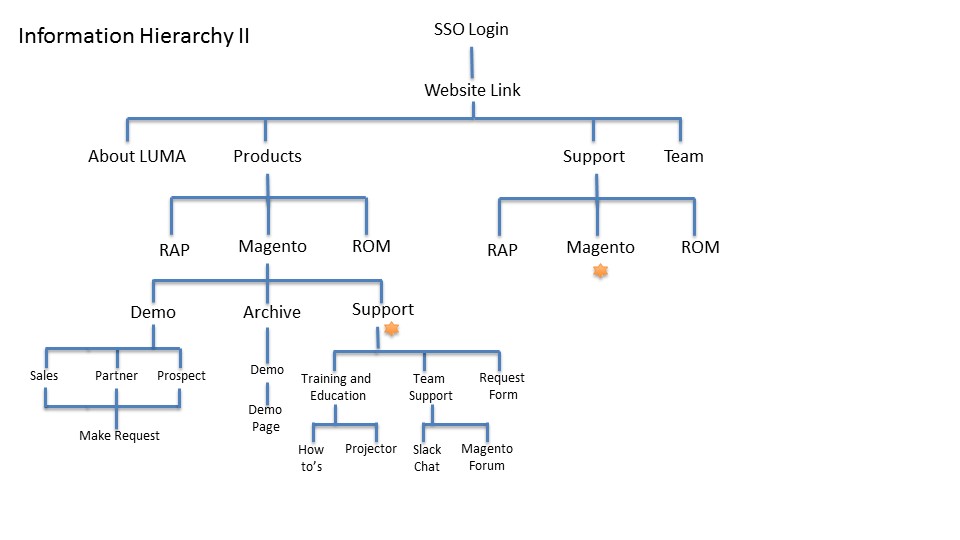 Information Hierarchy II
SSO Login
Website Link
About LUMA
Products
Support
Team
RAP
Magento
ROM
RAP
Magento
ROM
Demo
Archive
Support
Sales
Partner
Prospect
Make Request
Demo
Demo
Page
Training and
Education
Team
Support
Request
Form
How
to's
Projector
Slack
Chat
Magento
Forum